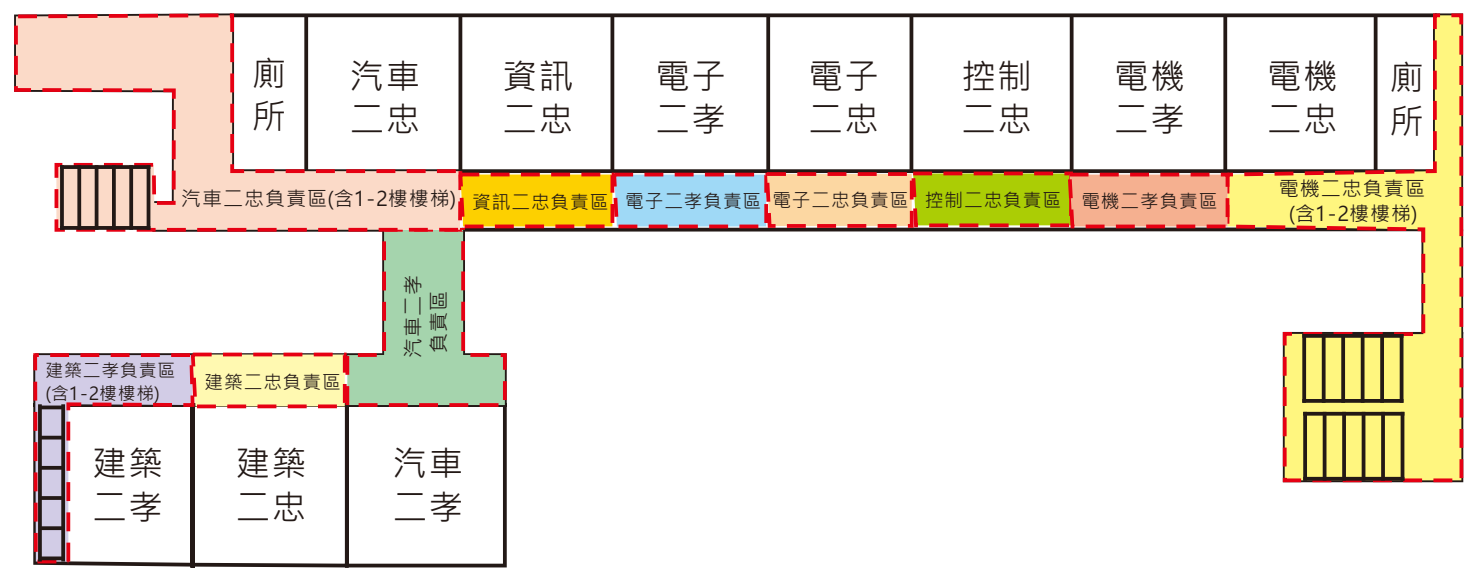 廁所
汽車
二忠
資訊
二忠
電子
二孝
電子
二忠
控制
二忠
電機
二孝
電機
二忠
廁所
汽車二忠負責區(含1-2樓樓梯)
資訊二忠負責區
電子二孝負責區
電子二忠負責區
控制二忠負責區
電機二孝負責區
電機二忠負責區
(含1-2樓樓梯)
汽車二孝
負責區
建築二孝負責區
(含1-2樓樓梯)
建築二忠負責區
建築
二孝
建築
二忠
汽車
二孝